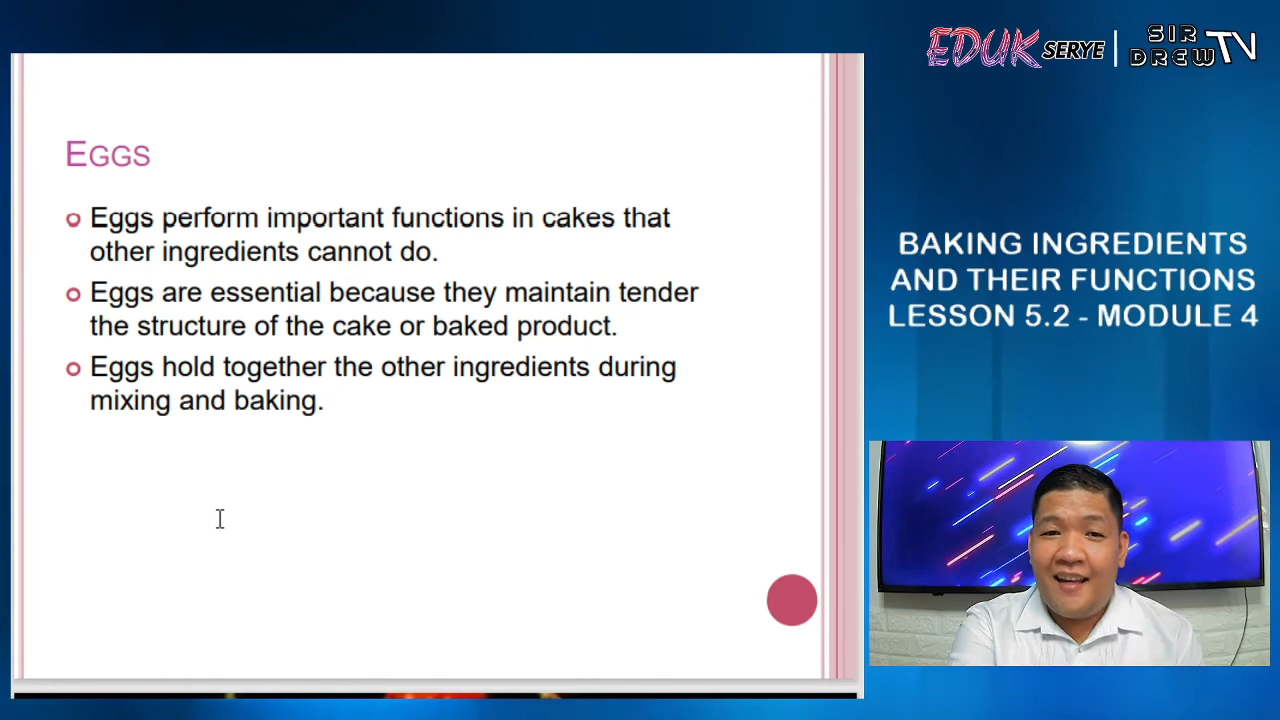 EDUK SERYE | SIR DREW TV
EGGS
Eggs perform important functions in cakes that
other ingredients cannot do.
Eggs are essential because they maintain tender
the structure of the cake or baked product.
Eggs hold together the other ingredients during
mixing and baking.
BAKING INGREDIENTS
AND THEIR FUNCTIONS
LESSON 5.2 - MODULE 4